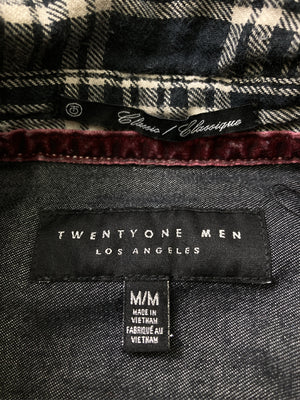 Classic / Classique
TWENTYONE MEN
LOS ANGELES
M/M
MADE IN
VIETNAM
FABRIQUÉ AU
VIETNAM